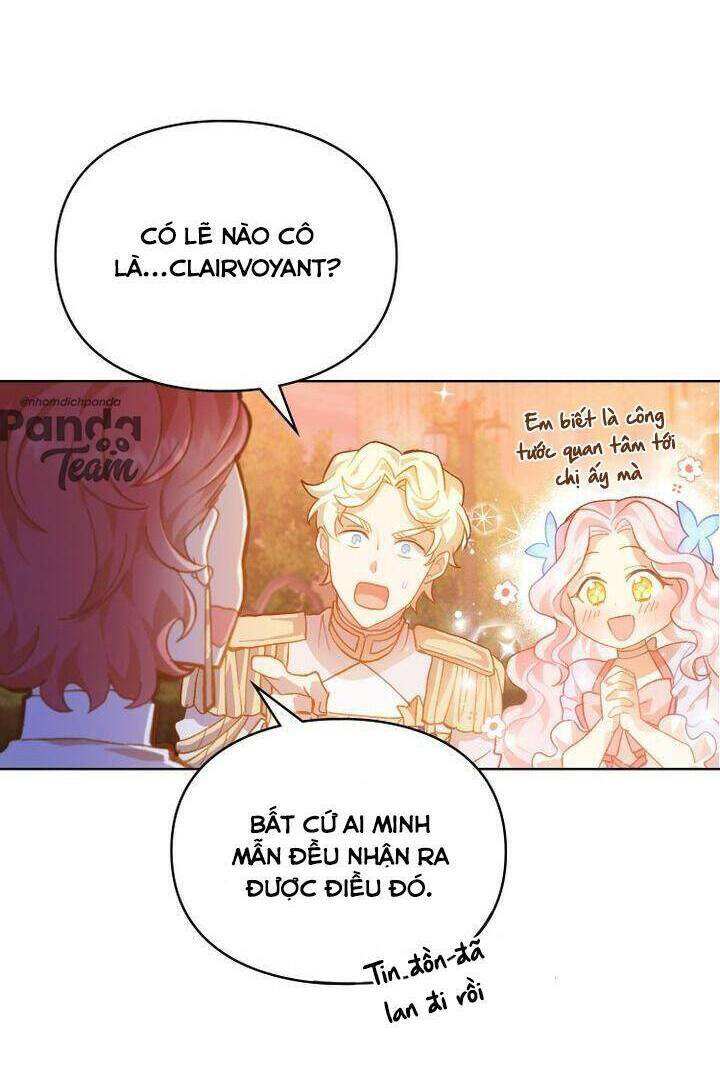 CÓ LẼ NÀO CÔ
LÀ...CLAIRVOYANT?
@nhomdichpanda
Panda
Team
Em biết là công
tước quan tâm tới
chị ấy mà
BẤT CỨ AI MINH
MẪN ĐỀU NHẬN RA
ĐƯỢC ĐIỀU ĐÓ.
Tin đồn đã
lan đi rồi